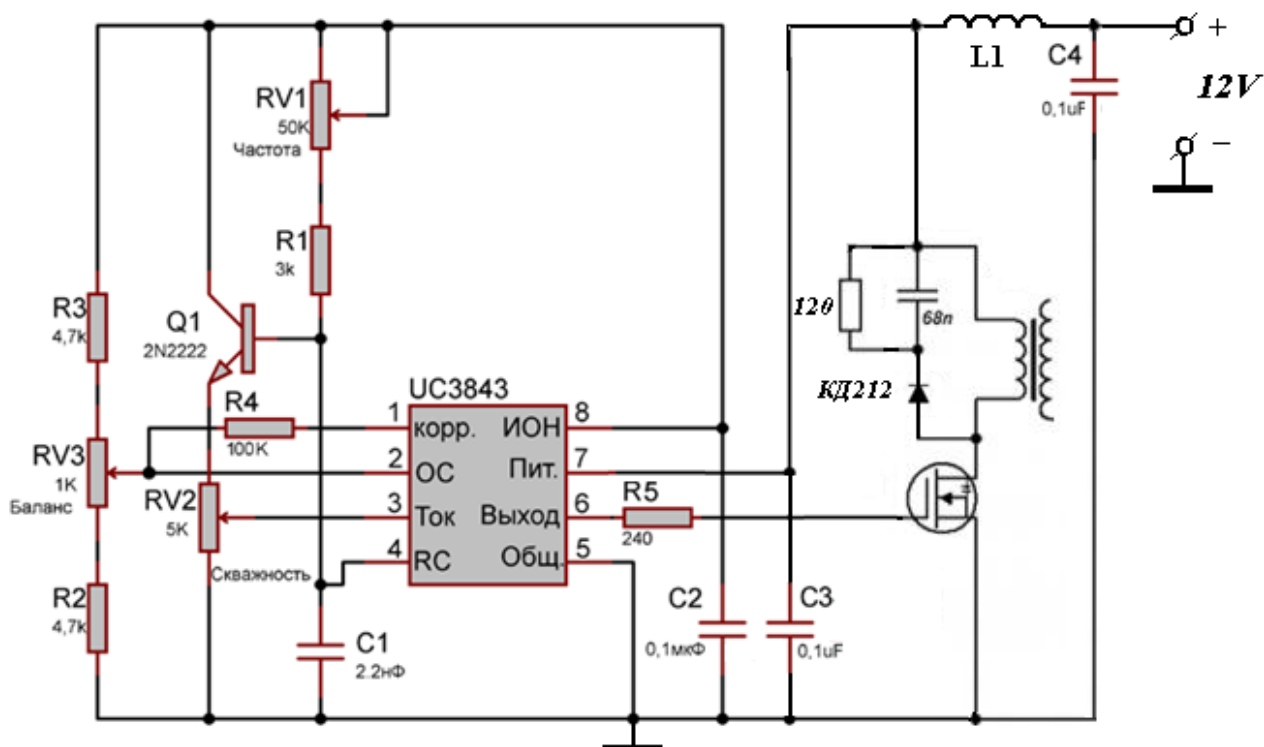 L1
+
C4
0,1uF
12V
−
RV1
50K
Частота
R1
3k
R3
4,7k
Q1
2N2222
120
68n
КД212
UC3843
R4
100K
1
корр.
ИОН
8
RV3
1K
Баланс
2
ОС
Пит.
7
RV2
5K
Скважность
3
Ток
Выход
6
R5
240
4
RC
Общ.
5
R2
4,7k
C1
2.2нФ
C2
0,1мкФ
C3
0,1uF